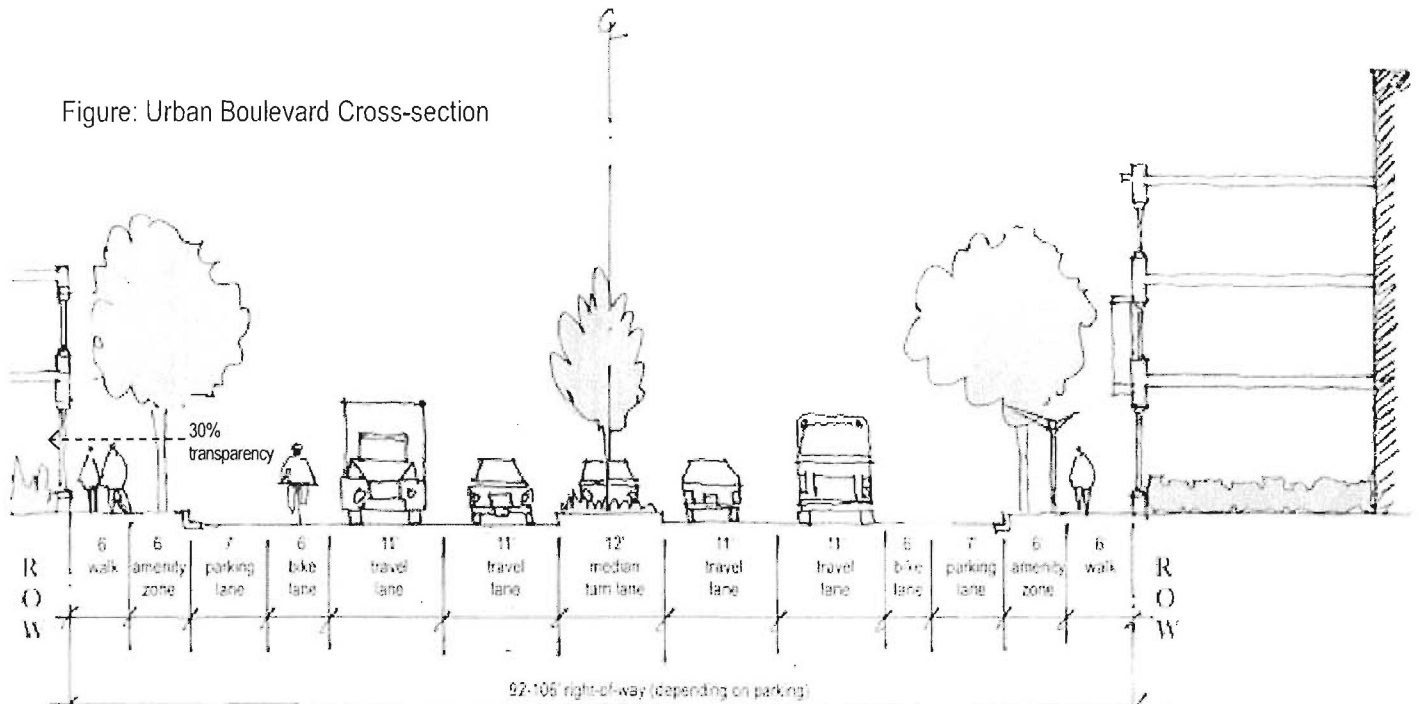 Figure: Urban Boulevard Cross-section
30%
transparency
R
O
W
6
walk
6
amenity
zone
7
parking
lane
6
bike
lane
11
travel
lane
11
travel
lane
12'
median
turn lane
11
travel
lane
11
travel
lane
6
bike
lane
7
parking
lane
6
amenity
zone
6
walk
R
O
W
92-106' right-of-way (depending on parking)